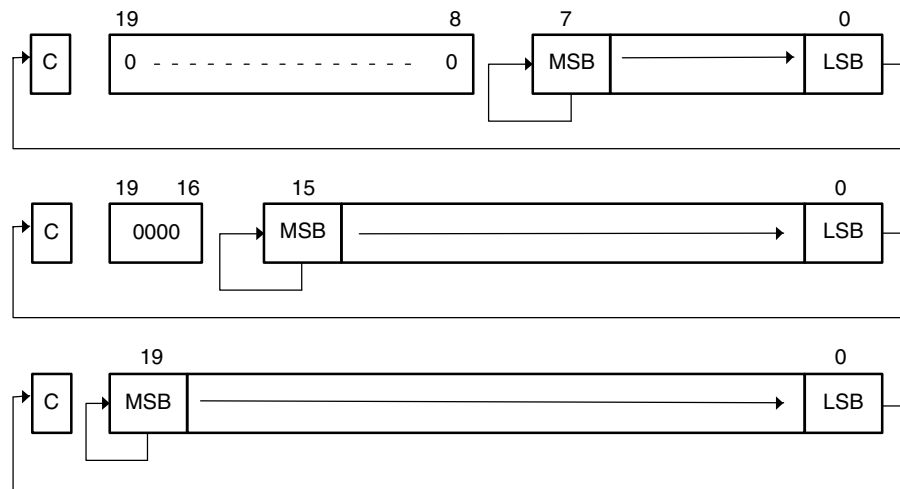 19 8 7 0
C 0 - - - - - - - - - - - - - - - 0 MSB LSB
19 16 15 0
C 0000 MSB LSB
19 0
C MSB LSB